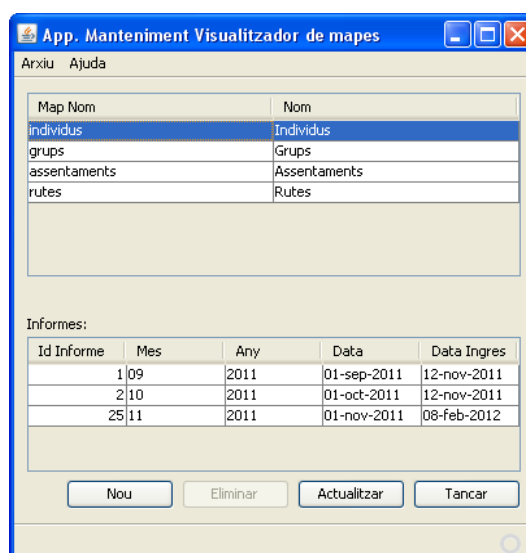 App. Manteniment Visualitzador de mapes
Arxiu Ajuda
Map Nom Nom
individus Individus
grups Grups
assentaments Assentaments
rutes Rutes
Informes:
Id Informe Mes Any Data Data Ingres
1 09 2011 01-sep-2011 12-nov-2011
2 10 2011 01-oct-2011 12-nov-2011
25 11 2011 01-nov-2011 08-feb-2012
Nou Eliminar Actualitzar Tancar